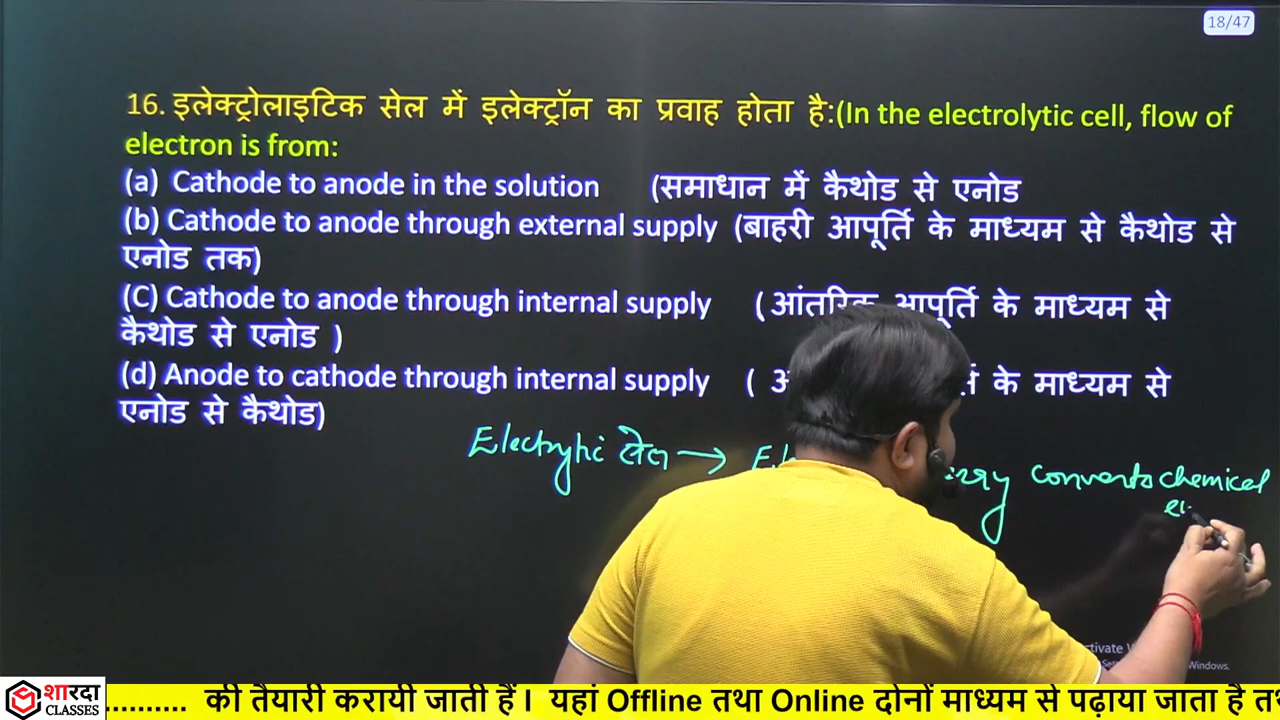 18/47
16. इलेक्ट्रोलाइटिक सेल में इलेक्ट्रॉन का प्रवाह होता है:(In the electrolytic cell, flow of
electron is from:
(a) Cathode to anode in the solution (समाधान में कैथोड से एनोड
(b) Cathode to anode through external supply (बाहरी आपूर्ति के माध्यम से कैथोड से
एनोड तक)
(C) Cathode to anode through internal supply ( आंतरिक आपूर्ति के माध्यम से
कैथोड से एनोड )
(d) Anode to cathode through internal supply ( के माध्यम से
एनोड से कैथोड)
सेल → chemical
शारदा
CLASSES
.......... की तैयारी करायी जाती हैं I यहां Offline तथा Online दोनों माध्यम से पढ़ाया जाता है